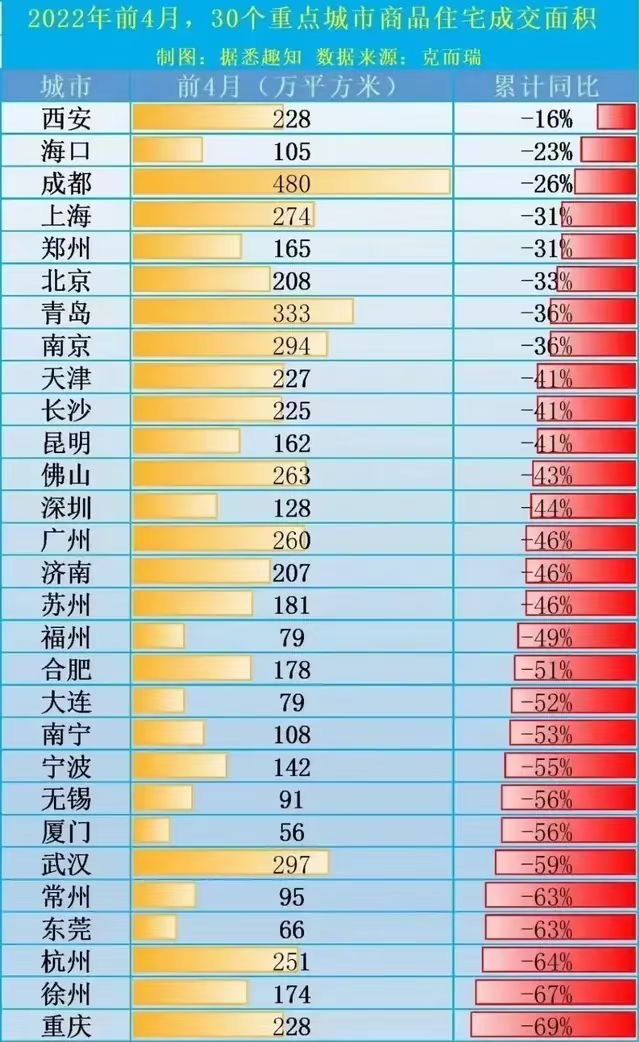 2022年前4月，30个重点城市商品住宅成交面积
制图：据悉趣知 数据来源：克而瑞
城市 前4月（万平方米） 累计同比
西安 228 -16%
海口 105 -23%
成都 480 -26%
上海 274 -31%
郑州 165 -31%
北京 208 -33%
青岛 333 -36%
南京 294 -36%
天津 227 -41%
长沙 225 -41%
昆明 162 -41%
佛山 263 -43%
深圳 128 -44%
广州 260 -46%
济南 207 -46%
苏州 181 -46%
福州 79 -49%
合肥 178 -51%
大连 79 -52%
南宁 108 -53%
宁波 142 -55%
无锡 91 -56%
厦门 56 -56%
武汉 297 -59%
常州 95 -63%
东莞 66 -63%
杭州 251 -64%
徐州 174 -67%
重庆 228 -69%